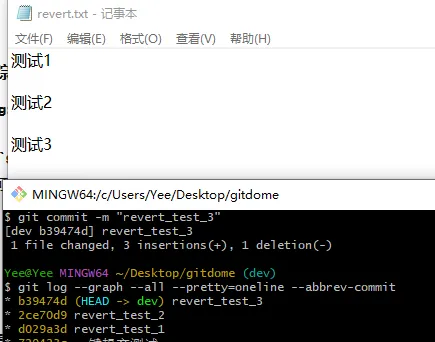 revert.txt - 记事本
文件(F) 编辑(E) 格式(O) 查看(V) 帮助(H)
测试1
测试2
测试3
MINGW64:/c/Users/Yee/Desktop/gitdome
$ git commit -m "revert_test_3"
[dev b39474d] revert_test_3
1 file changed, 3 insertions(+), 1 deletion(-)
Yee@Yee MINGW64 ~/Desktop/gitdome (dev)
$ git log --graph --all --pretty=oneline --abbrev-commit
* b39474d (HEAD -> dev) revert_test_3
* 2ce70d9 revert_test_2
* d029a3d revert_test_1